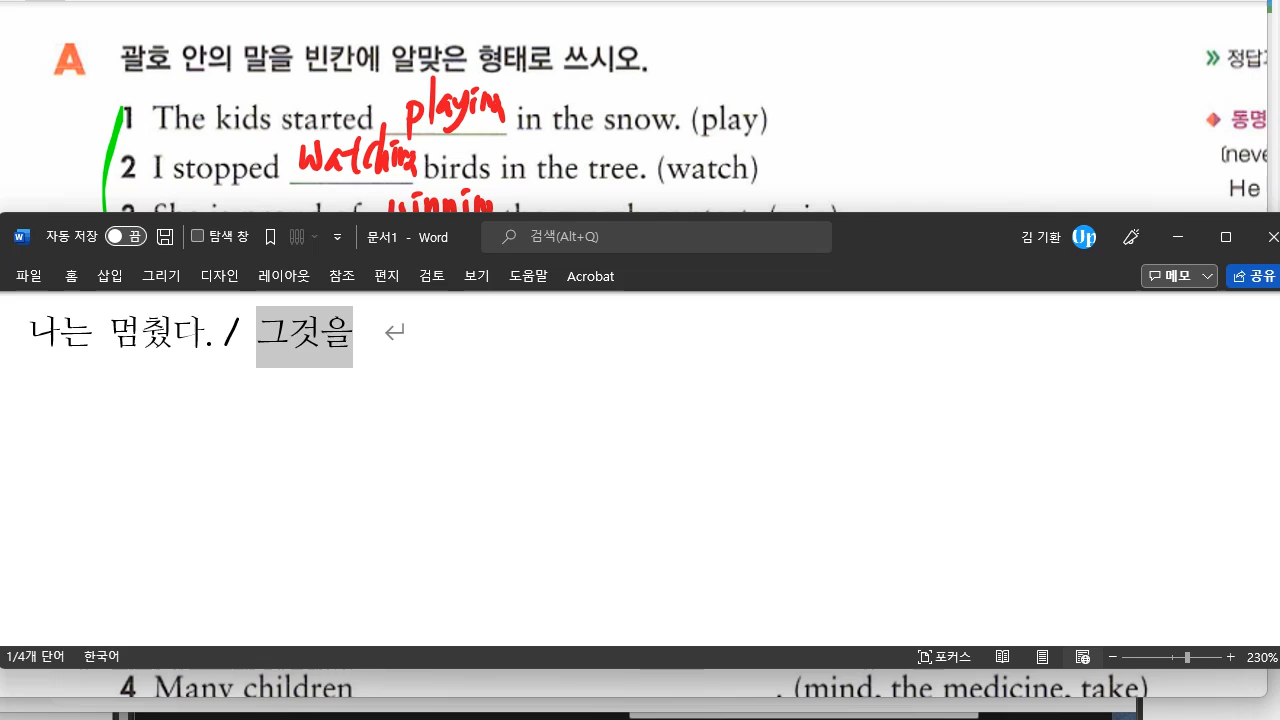 A 괄호 안의 말을 빈칸에 알맞은 형태로 쓰시오.
» 정답
1 The kids started playing in the snow. (play)
◆ 동명
2 I stopped watching birds in the tree. (watch)
(neve
He
winnin
자동 저장 끔 탐색 창 문서1 - Word 검색(Alt+Q) 김 기환 Up
파일 홈 삽입 그리기 디자인 레이아웃 참조 편지 검토 보기 도움말 Acrobat 메모 공유
나는 멈췄다. / 그것을 ↵
1/4개 단어 한국어 포커스 230%
4 Many children . (mind, the medicine, take)